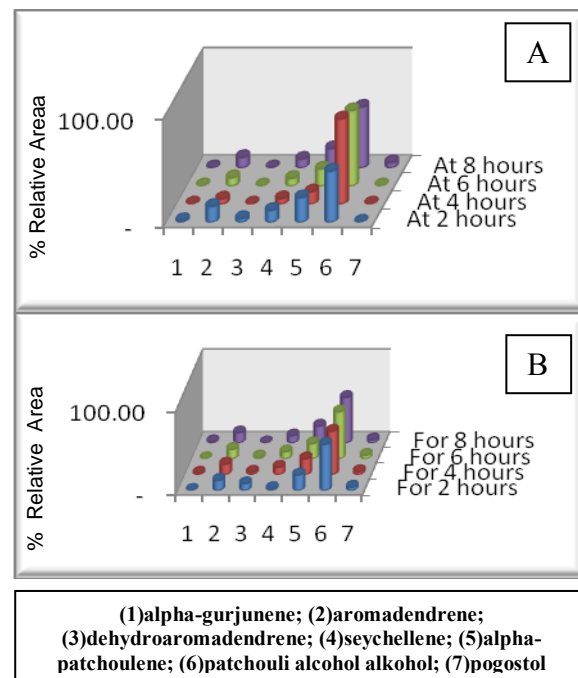 A
% Relative Areaa
100.00
-
At 8 hours
At 6 hours
At 4 hours
At 2 hours
1 2 3 4 5 6 7
B
% Relative Area
100.00
-
For 8 hours
For 6 hours
For 4 hours
For 2 hours
1 2 3 4 5 6 7
(1)alpha-gurjunene; (2)aromadendrene;
(3)dehydroaromadendrene; (4)seychellene; (5)alpha-
patchoulene; (6)patchouli alcohol alkohol; (7)pogostol